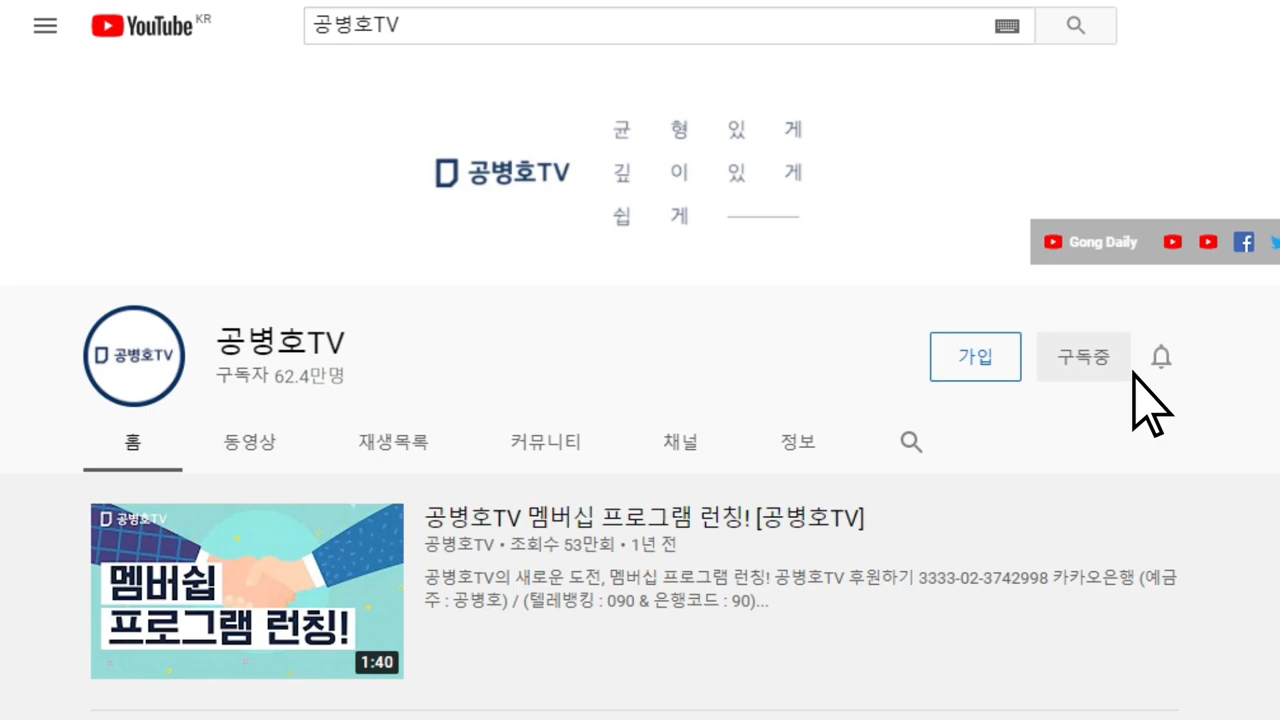 YouTube KR
공병호TV
균 형 있 게
공병호TV
깊 이 있 게
쉽 게
Gong Daily
공병호TV
공병호TV
구독자 62.4만명
가입
구독중
홈 동영상 재생목록 커뮤니티 채널 정보
공병호TV
멤버쉽
프로그램 런칭!
1:40
공병호TV 멤버십 프로그램 런칭! [공병호TV]
공병호TV • 조회수 53만회 • 1년 전
공병호TV의 새로운 도전, 멤버십 프로그램 런칭! 공병호TV 후원하기 3333-02-3742998 카카오은행 (예금
주 : 공병호) / (텔레뱅킹 : 090 & 은행코드 : 90)...